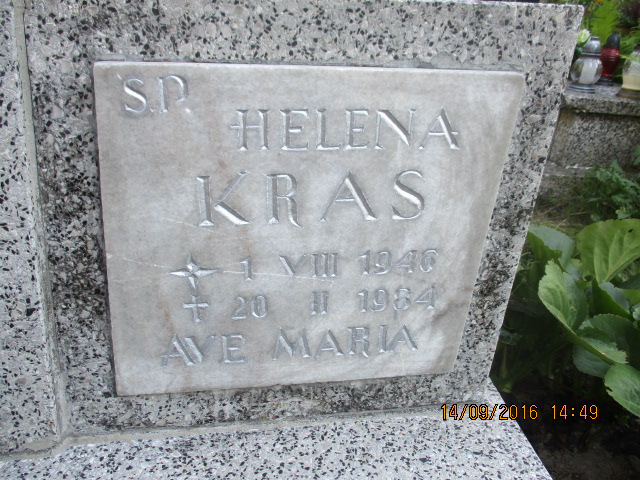 S.P.
HELENA
KRAS
1 VIII 1946
20 II 1984
AVE MARIA
14/09/2016 14:49